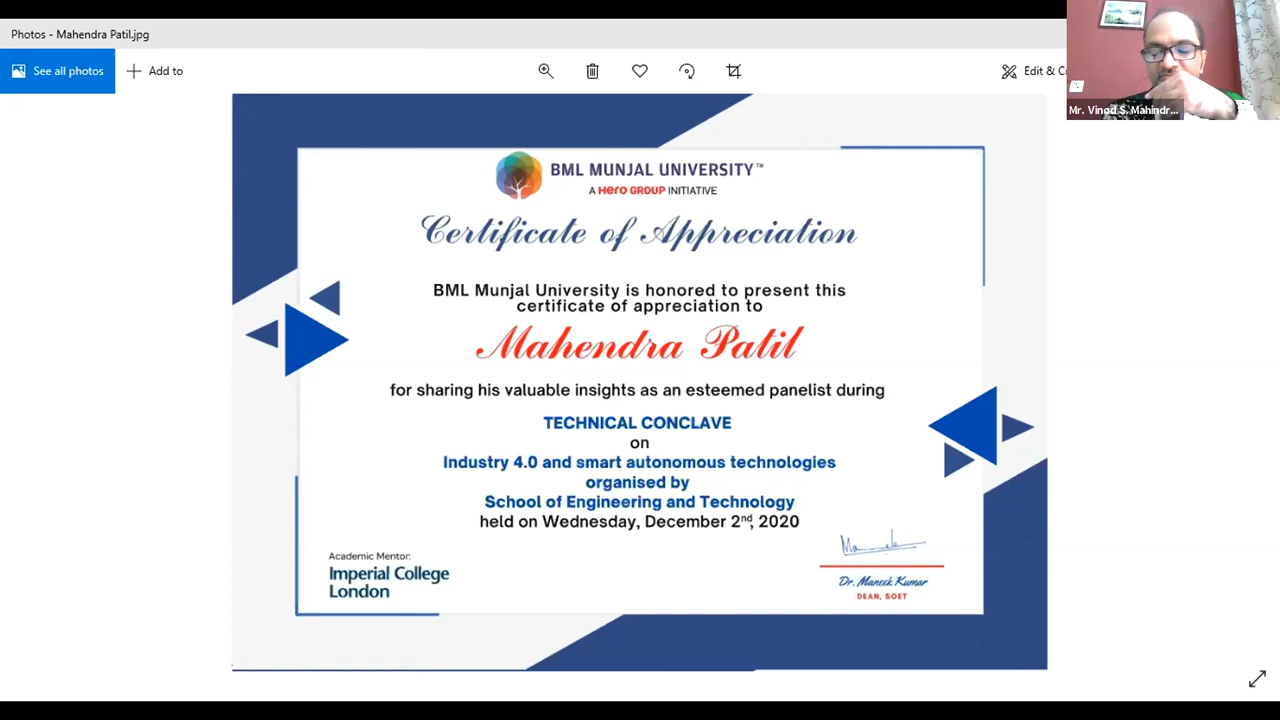 Photos - Mahendra Patil.jpg
See all photos
Add to
Edit & C
Mr. Vinod S. Mahindr...
BML MUNJAL UNIVERSITY™
A Hero GROUP INITIATIVE
Certificate of Appreciation
BML Munjal University is honored to present this
certificate of appreciation to
Mahendra Patil
for sharing his valuable insights as an esteemed panelist during
TECHNICAL CONCLAVE
on
Industry 4.0 and smart autonomous technologies
organised by
School of Engineering and Technology
held on Wednesday, December 2nd, 2020
Academic Mentor:
Imperial College
London
Dr. Maneek Kumar
DEAN, SOET